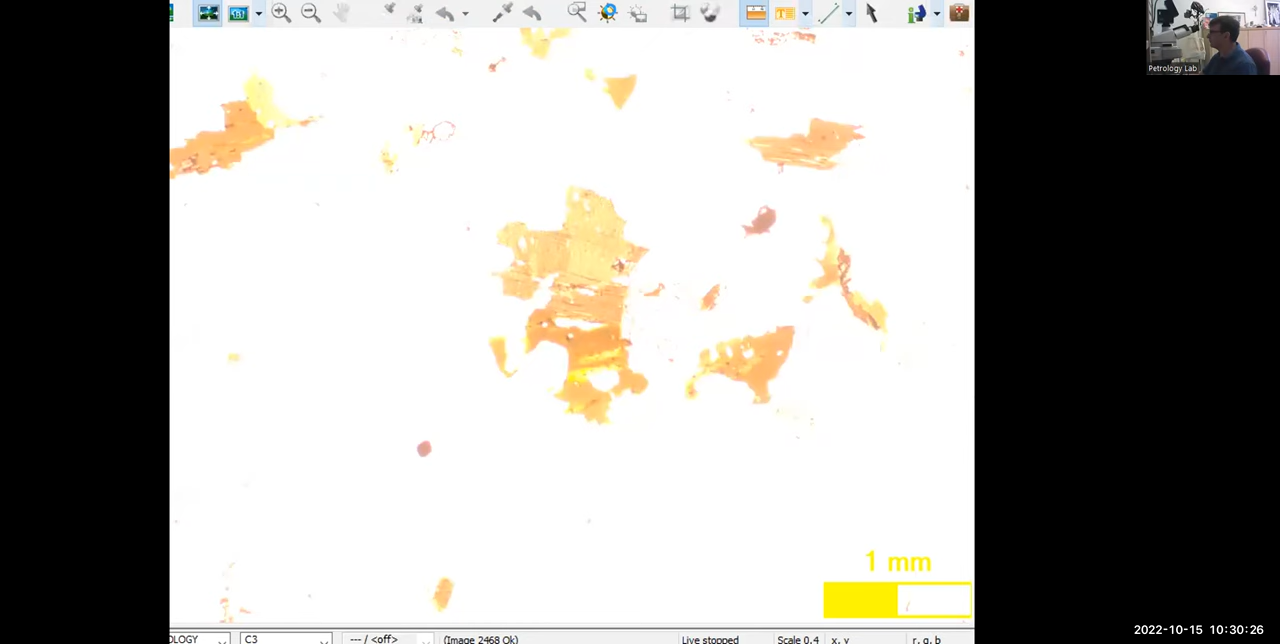 Petrology Lab
1 mm
OLOGY C3 --- / <off> (Image 2468 Ok) Live stopped Scale 0.4 x, y r, g, b
2022-10-15 10:30:26